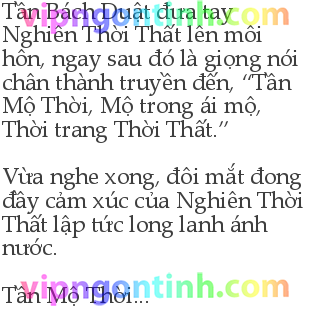 Tần Bách Duật đưa tay
vipngontinh.com
Nghiên Thời Thất lên môi
hôn, ngay sau đó là giọng nói
chân thành truyền đến, “Tần
Mộ Thời, Mộ trong ái mộ,
Thời trang Thời Thất.”
Vừa nghe xong, đôi mắt đong
đầy cảm xúc của Nghiên Thời
Thất lập tức long lanh ánh
nước.
vipngontinh.com
Tần Mộ Thời...